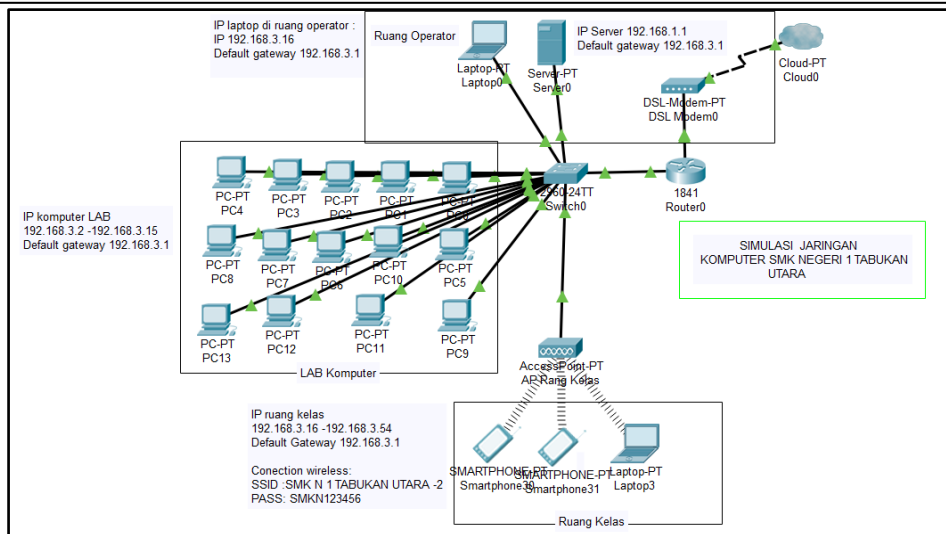 IP laptop di ruang operator :
IP 192.168.3.16
Default gateway 192.168.3.1
Ruang Operator
Laptop-PT
Laptop0
Server-PT
Server0
IP Server 192.168.1.1
Default gateway 192.168.3.1
Cloud-PT
Cloud0
DSL-Modem-PT
DSL Modem0
2960-24TT
Switch0
1841
Router0
IP komputer LAB
192.168.3.2 -192.168.3.15
Default gateway 192.168.3.1
PC-PT
PC4
PC-PT
PC3
PC-PT
PC2
PC-PT
PC1
PC-PT
PC-PT
PC8
PC-PT
PC7
PC-PT
PC6
PC-PT
PC10
PC-PT
PC5
PC-PT
PC13
PC-PT
PC12
PC-PT
PC11
PC-PT
PC9
LAB Komputer
SIMULASI JARINGAN
KOMPUTER SMK NEGERI 1 TABUKAN
UTARA
AccessPoint-PT
AP Rang Kelas
IP ruang kelas
192.168.3.16 -192.168.3.54
Default Gateway 192.168.3.1
Conection wireless:
SSID :SMK N 1 TABUKAN UTARA -2
PASS: SMKN123456
SMARTPHONE-PT
Smartphone30
SMARTPHONE-PT
Smartphone31
Laptop-PT
Laptop3
Ruang Kelas